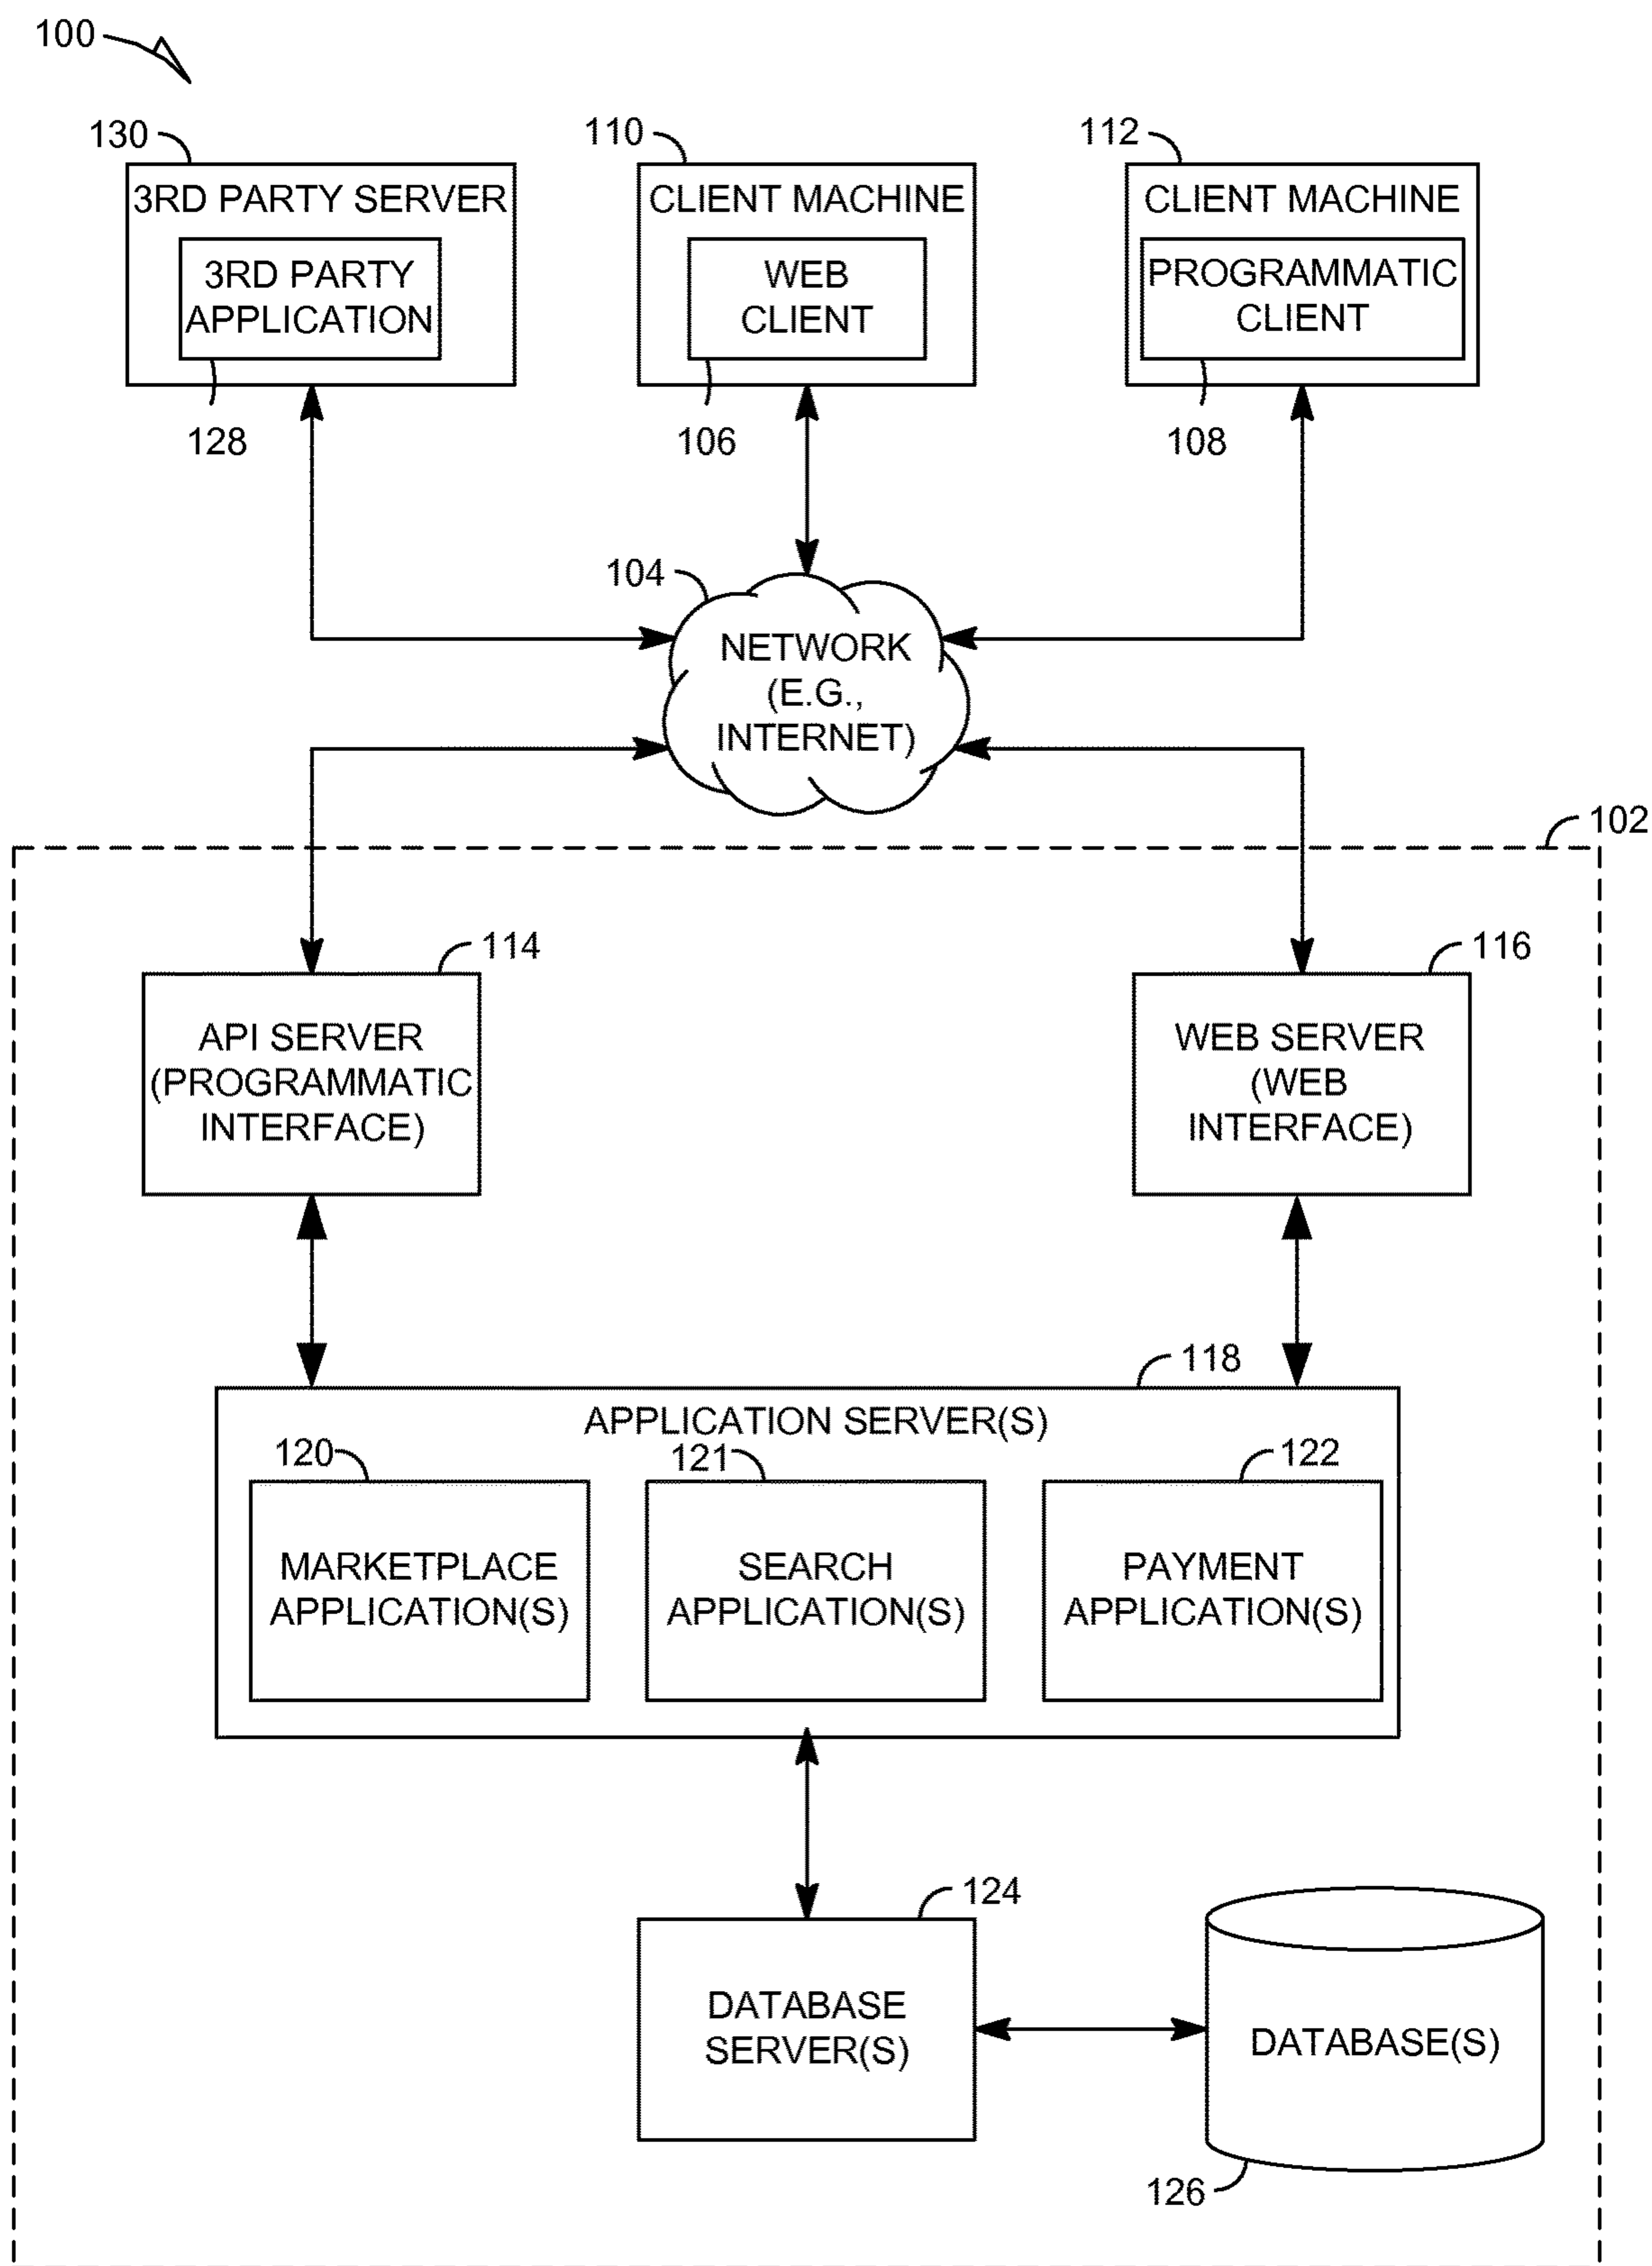 100
130
110
112
3RD PARTY SERVER
3RD PARTY
APPLICATION
128
CLIENT MACHINE
WEB
CLIENT
106
CLIENT MACHINE
PROGRAMMATIC
CLIENT
108
104
NETWORK
(E.G.,
INTERNET)
102
114
API SERVER
(PROGRAMMATIC
INTERFACE)
116
WEB SERVER
(WEB
INTERFACE)
118
APPLICATION SERVER(S)
120
MARKETPLACE
APPLICATION(S)
121
SEARCH
APPLICATION(S)
122
PAYMENT
APPLICATION(S)
124
DATABASE
SERVER(S)
DATABASE(S)
126